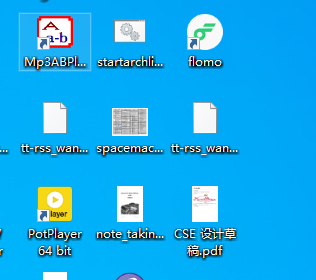 A
a-b
Mp3ABPl...
startarchli...
flomo
tt-rss_wan...
spacemac...
tt-rss_wan...
PotPlayer
64 bit
note_takin...
CSE 设计草
稿.pdf